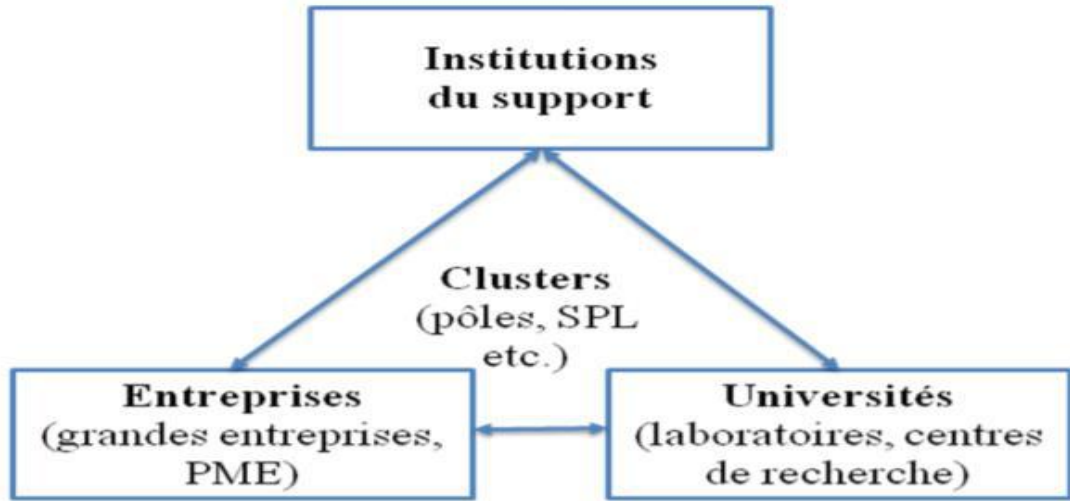 Institutions
du support
Clusters
(pôles, SPL
etc.)
Entreprises
(grandes entreprises,
PME)
Universités
(laboratoires, centres
de recherche)